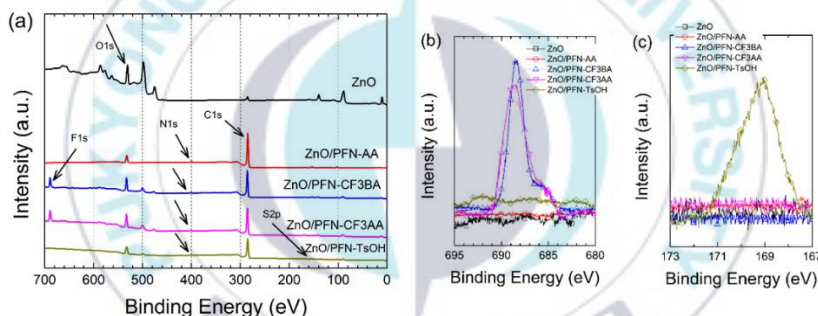 (a)
O1s
ZnO
F1s
N1s
C1s
ZnO/PFN-AA
ZnO/PFN-CF3BA
ZnO/PFN-CF3AA
S2p
ZnO/PFN-TsOH
Intensity (a.u.)
700 600 500 400 300 200 100 0
Binding Energy (eV)
(b)
ZnO
ZnO/PFN-AA
ZnO/PFN-CF3BA
ZnO/PFN-CF3AA
ZnO/PFN-TsOH
Intensity (a.u.)
695 690 685 680
Binding Energy (eV)
(c)
ZnO
ZnO/PFN-AA
ZnO/PFN-CF3BA
ZnO/PFN-CF3AA
ZnO/PFN-TsOH
Intensity (a.u.)
173 171 169 167
Binding Energy (eV)